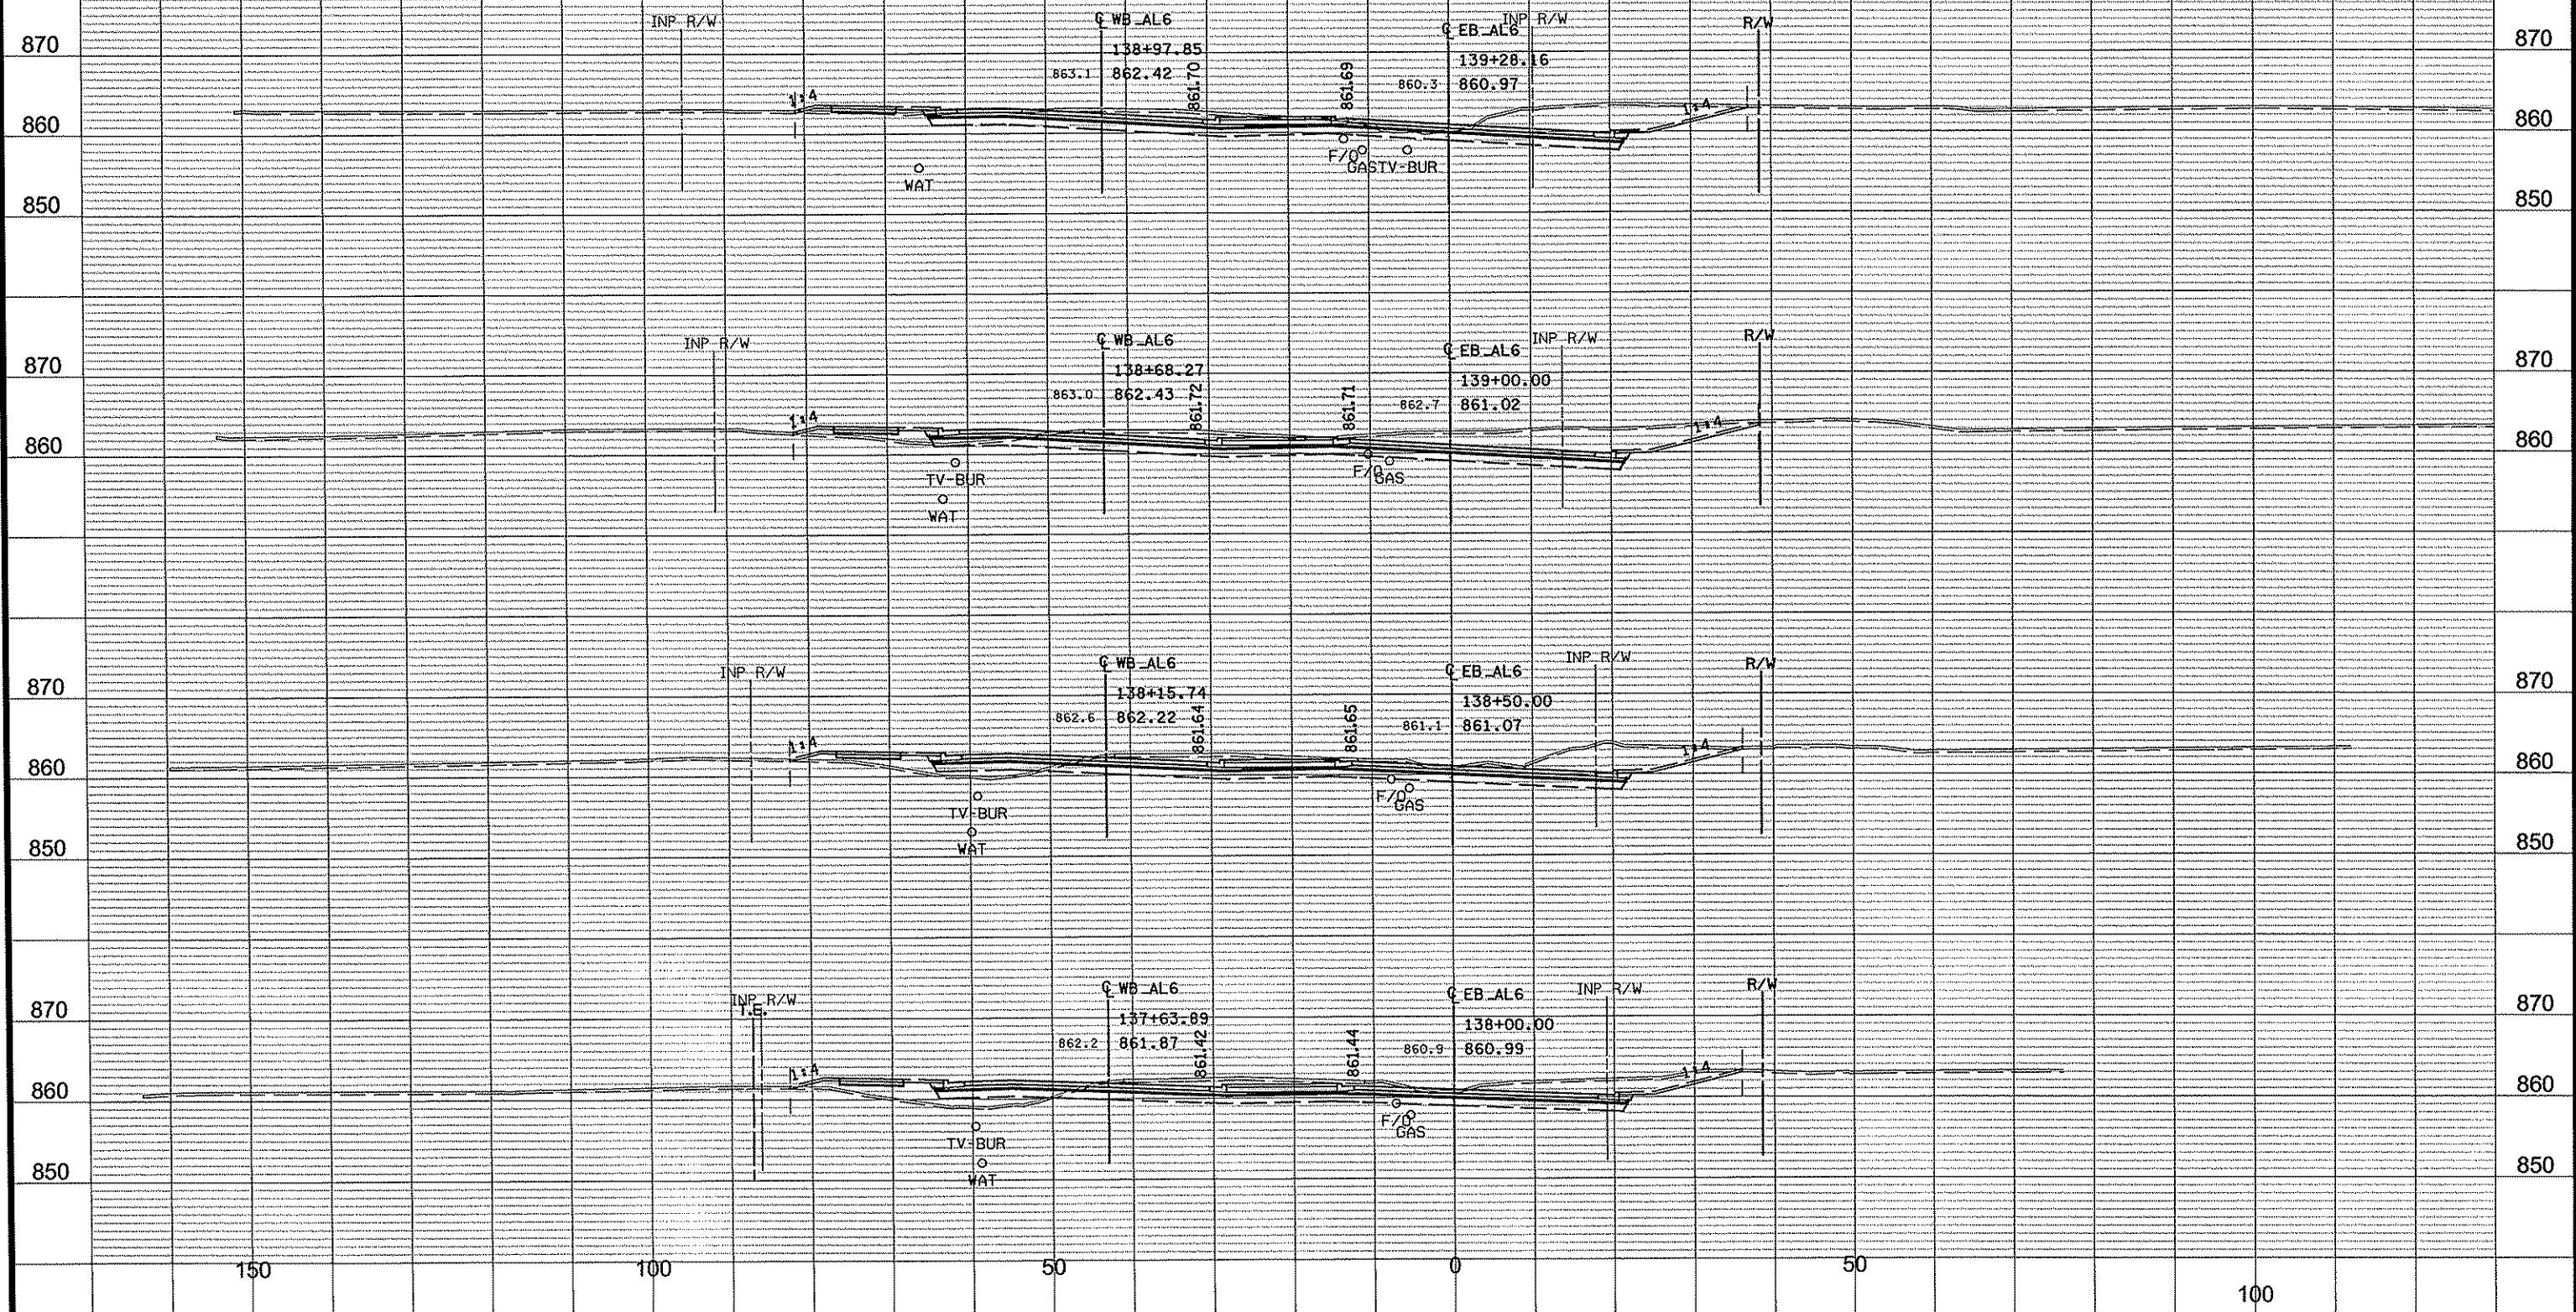 INP R/W
℄ WB_AL6
INP R/W
R/W
℄ EB_AL6
870
138+97.85
870
139+28.16
863.1
862.42
861.70
861.69
860.3
860.97
1:4
1:4
860
860
F/O
GAS
TV-BUR
WAT
850
850
INP R/W
℄ WB_AL6
INP R/W
R/W
℄ EB_AL6
870
138+68.27
870
139+00.00
863.0
862.43
861.72
861.71
862.7
861.02
1:4
1:4
860
860
F/O
GAS
TV-BUR
WAT
INP R/W
℄ WB_AL6
INP R/W
R/W
℄ EB_AL6
870
138+15.74
870
138+50.00
862.6
862.22
861.64
861.65
861.1
861.07
1:4
1:4
860
860
F/O
GAS
TV-BUR
WAT
850
850
INP R/W
T.E.
℄ WB_AL6
INP R/W
R/W
℄ EB_AL6
870
137+63.89
870
138+00.00
862.2
861.87
861.42
861.44
860.9
860.99
1:4
1:4
860
860
F/O
GAS
TV-BUR
WAT
850
850
150
100
50
0
50
100